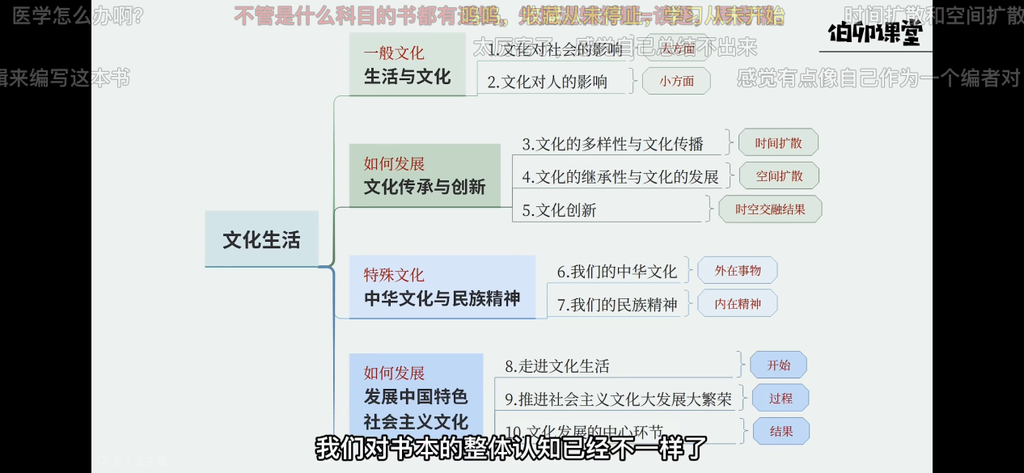 医学怎么办啊?
不管是什么科目的书都有
学习从未开始
时间扩散和空间扩散
伯卯课堂
太厉害了，感觉自己总结不出来
辑来编写这本书
感觉有点像自己作为一个编者对
一般文化
生活与文化
1.文化对社会的影响
大方面
2.文化对人的影响
小方面
如何发展
文化传承与创新
3.文化的多样性与文化传播
时间扩散
4.文化的继承性与文化的发展
空间扩散
5.文化创新
时空交融结果
文化生活
特殊文化
中华文化与民族精神
6.我们的中华文化
外在事物
7.我们的民族精神
内在精神
如何发展
发展中国特色
社会主义文化
8.走进文化生活
开始
9.推进社会主义文化大发展大繁荣
过程
10.文化发展的中心环节
结果
我们对书本的整体认知已经不一样了